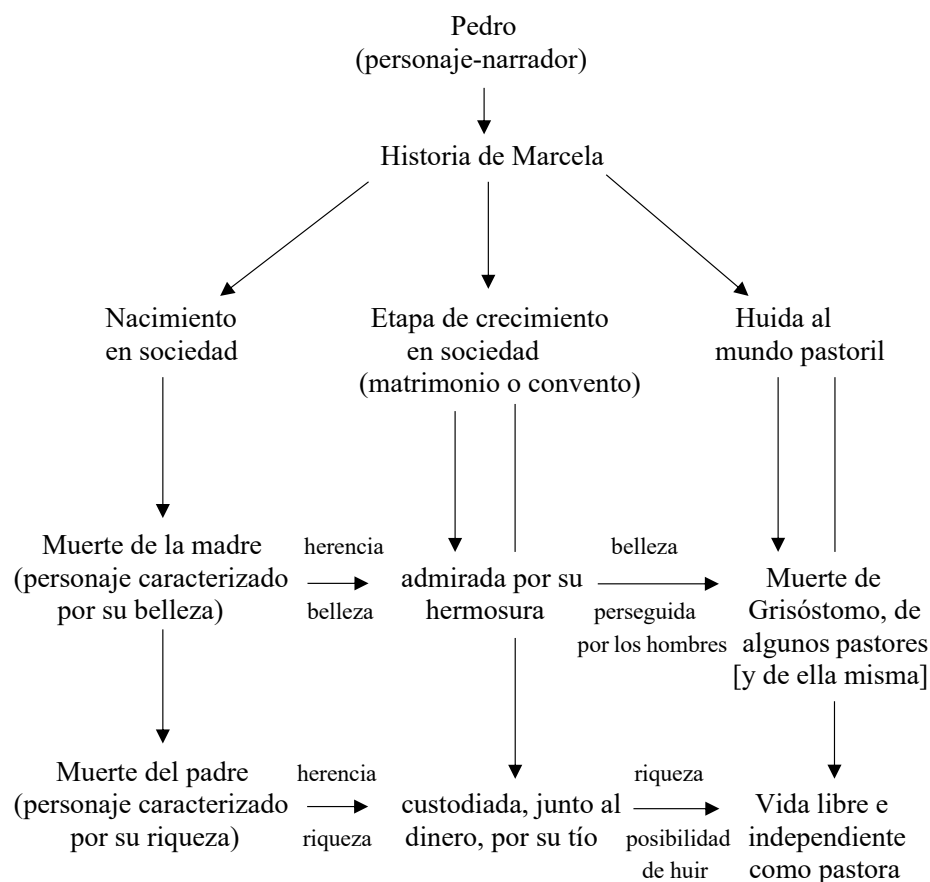 Pedro
(personaje-narrador)
Historia de Marcela
Nacimiento
en sociedad
Etapa de crecimiento
en sociedad
(matrimonio o convento)
Huida al
mundo pastoril
Muerte de la madre
(personaje caracterizado
por su belleza)
herencia
belleza
admirada por su
hermosura
belleza
perseguida
por los hombres
Muerte de
Grisóstomo, de
algunos pastores
[y de ella misma]
Muerte del padre
(personaje caracterizado
por su riqueza)
herencia
riqueza
custodiada, junto al
dinero, por su tío
riqueza
posibilidad
de huir
Vida libre e
independiente
como pastora